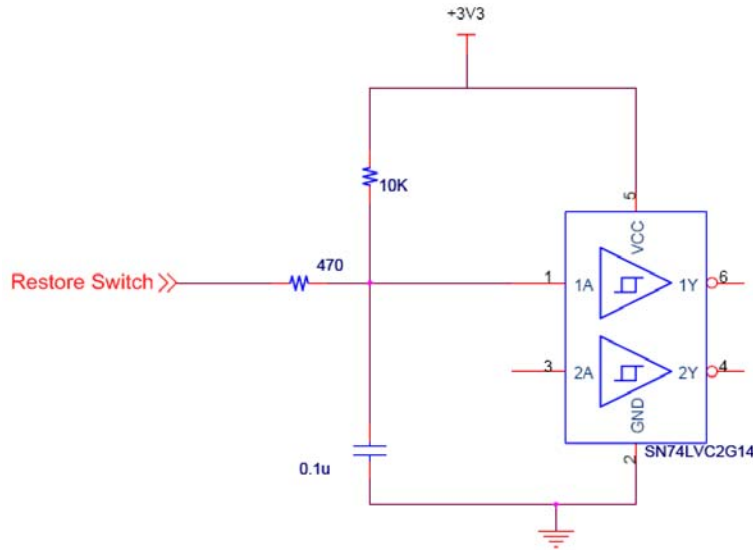 +3V3
10K
5
VCC
Restore Switch
470
1
1A
1Y
6
3
2A
2Y
4
GND
2
SN74LVC2G14
0.1u